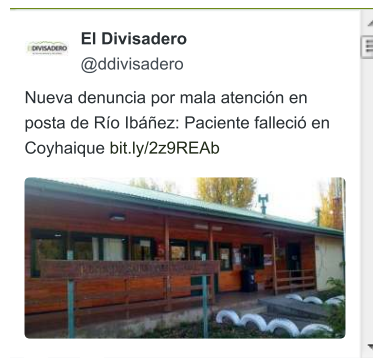 El Divisadero
DIVISADERO
@ddivisadero
Nueva denuncia por mala atención en
posta de Río Ibáñez: Paciente falleció en
Coyhaique bit.ly/2z9REAb